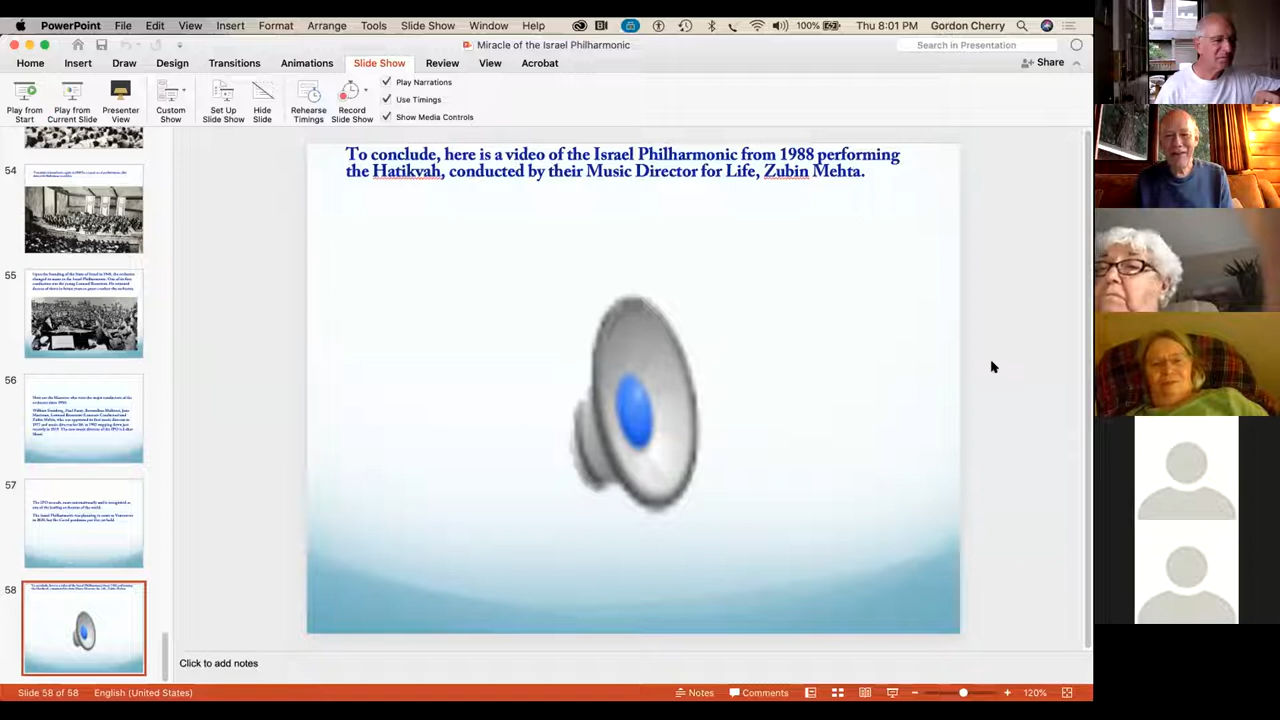 PowerPoint File Edit View Insert Format Arrange Tools Slide Show Window Help 100% Thu 8:01 PM Gordon Cherry
Miracle of the Israel Philharmonic
Search in Presentation
Home Insert Draw Design Transitions Animations Slide Show Review View Acrobat Share
Play from Start
Play from Current Slide
Presenter View
Custom Show
Set Up Slide Show
Hide Slide
Rehearse Timings
Record Slide Show
Play Narrations
Use Timings
Show Media Controls
54
55
56
57
58
To conclude, here is a video of the Israel Philharmonic from 1988 performing
the Hatikvah, conducted by their Music Director for Life, Zubin Mehta.
Click to add notes
Slide 58 of 58 English (United States) Notes Comments 120%